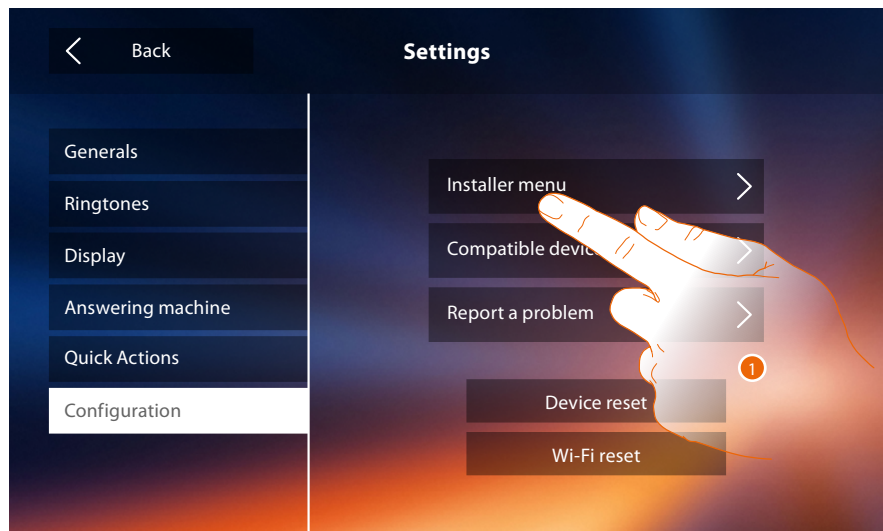 Back
Settings
Generals
Ringtones
Display
Answering machine
Quick Actions
Configuration
Installer menu
Compatible
Report a problem
1
Device reset
Wi-Fi reset